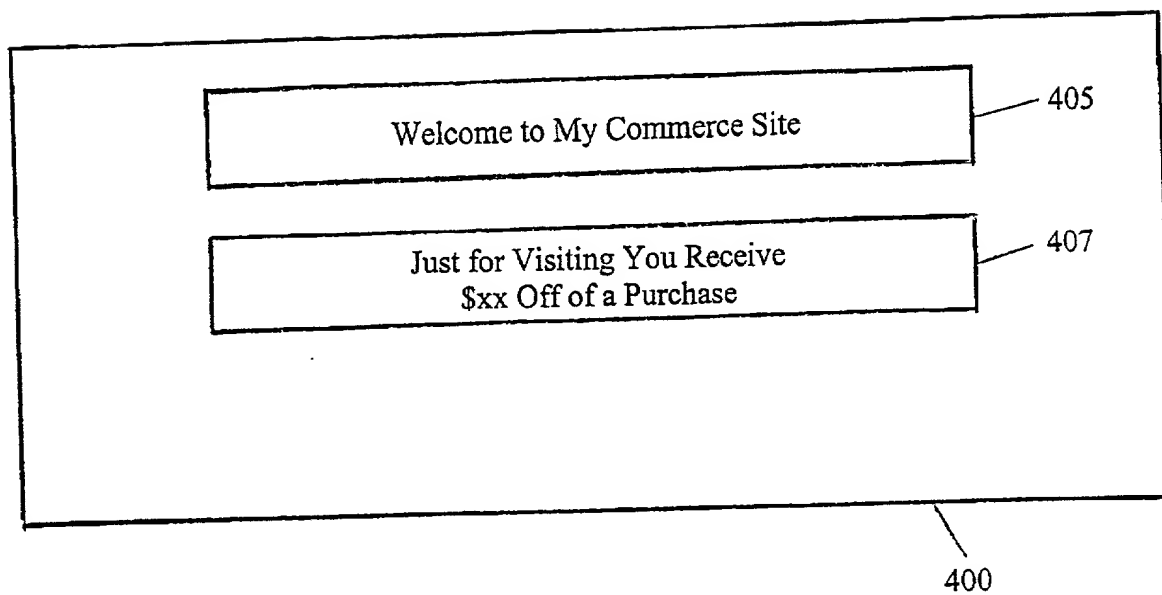 Welcome to My Commerce Site
405
Just for Visiting You Receive
$xx Off of a Purchase
407
400